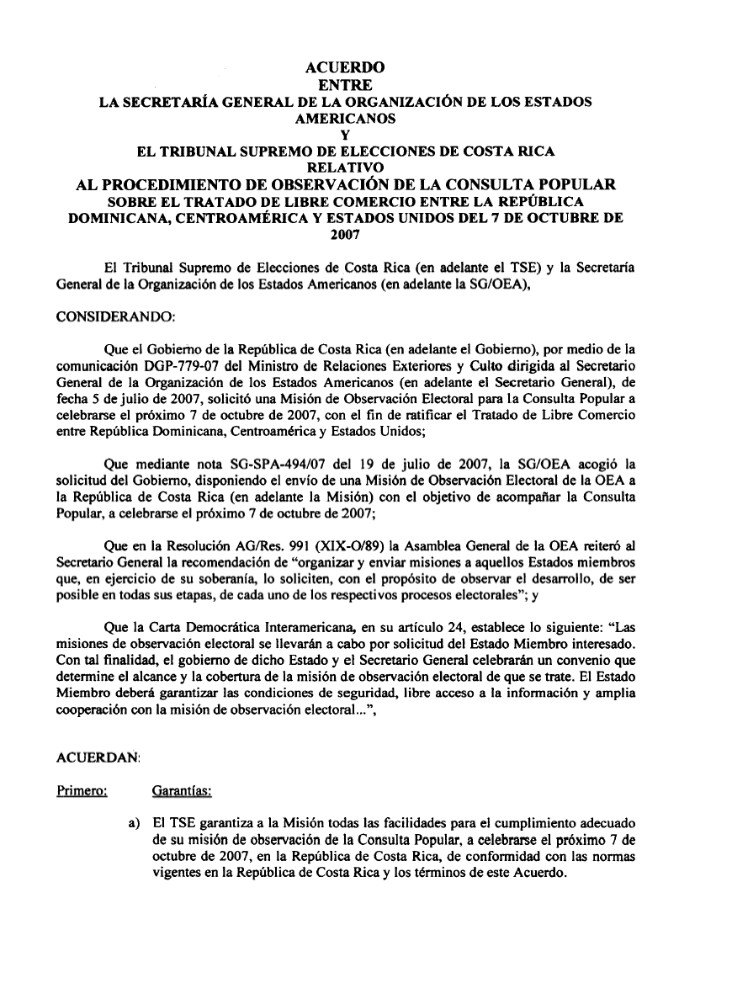 ACUERDO
ENTRE
LA SECRETARÍA GENERAL DE LA ORGANIZACIÓN DE LOS ESTADOS
AMERICANOS
Y
EL TRIBUNAL SUPREMO DE ELECCIONES DE COSTA RICA
RELATIVO
AL PROCEDIMIENTO DE OBSERVACIÓN DE LA CONSULTA POPULAR
SOBRE EL TRATADO DE LIBRE COMERCIO ENTRE LA REPÚBLICA
DOMINICANA, CENTROAMÉRICA Y ESTADOS UNIDOS DEL 7 DE OCTUBRE DE
2007
El Tribunal Supremo de Elecciones de Costa Rica (en adelante el TSE) y la Secretaría
General de la Organización de los Estados Americanos (en adelante la SG/OEA),
CONSIDERANDO:
Que el Gobierno de la República de Costa Rica (en adelante el Gobierno), por medio de la
comunicación DGP-779-07 del Ministro de Relaciones Exteriores y Culto dirigida al Secretario
General de la Organización de los Estados Americanos (en adelante el Secretario General), de
fecha 5 de julio de 2007, solicitó una Misión de Observación Electoral para la Consulta Popular a
celebrarse el próximo 7 de octubre de 2007, con el fin de ratificar el Tratado de Libre Comercio
entre República Dominicana, Centroamérica y Estados Unidos;
Que mediante nota SG-SPA-494/07 del 19 de julio de 2007, la SG/OEA acogió la
solicitud del Gobierno, disponiendo el envío de una Misión de Observación Electoral de la OEA a
la República de Costa Rica (en adelante la Misión) con el objetivo de acompañar la Consulta
Popular, a celebrarse el próximo 7 de octubre de 2007;
Que en la Resolución AG/Res. 991 (XIX-O/89) la Asamblea General de la OEA reiteró al
Secretario General la recomendación de “organizar y enviar misiones a aquellos Estados miembros
que, en ejercicio de su soberanía, lo soliciten, con el propósito de observar el desarrollo, de ser
posible en todas sus etapas, de cada uno de los respectivos procesos electorales”; y
Que la Carta Democrática Interamericana, en su artículo 24, establece lo siguiente: “Las
misiones de observación electoral se llevarán a cabo por solicitud del Estado Miembro interesado.
Con tal finalidad, el gobierno de dicho Estado y el Secretario General celebrarán un convenio que
determine el alcance y la cobertura de la misión de observación electoral de que se trate. El Estado
Miembro deberá garantizar las condiciones de seguridad, libre acceso a la información y amplia
cooperación con la misión de observación electoral...”,
ACUERDAN:
Primero: Garantías:
a) El TSE garantiza a la Misión todas las facilidades para el cumplimiento adecuado
de su misión de observación de la Consulta Popular, a celebrarse el próximo 7 de
octubre de 2007, en la República de Costa Rica, de conformidad con las normas
vigentes en la República de Costa Rica y los términos de este Acuerdo.